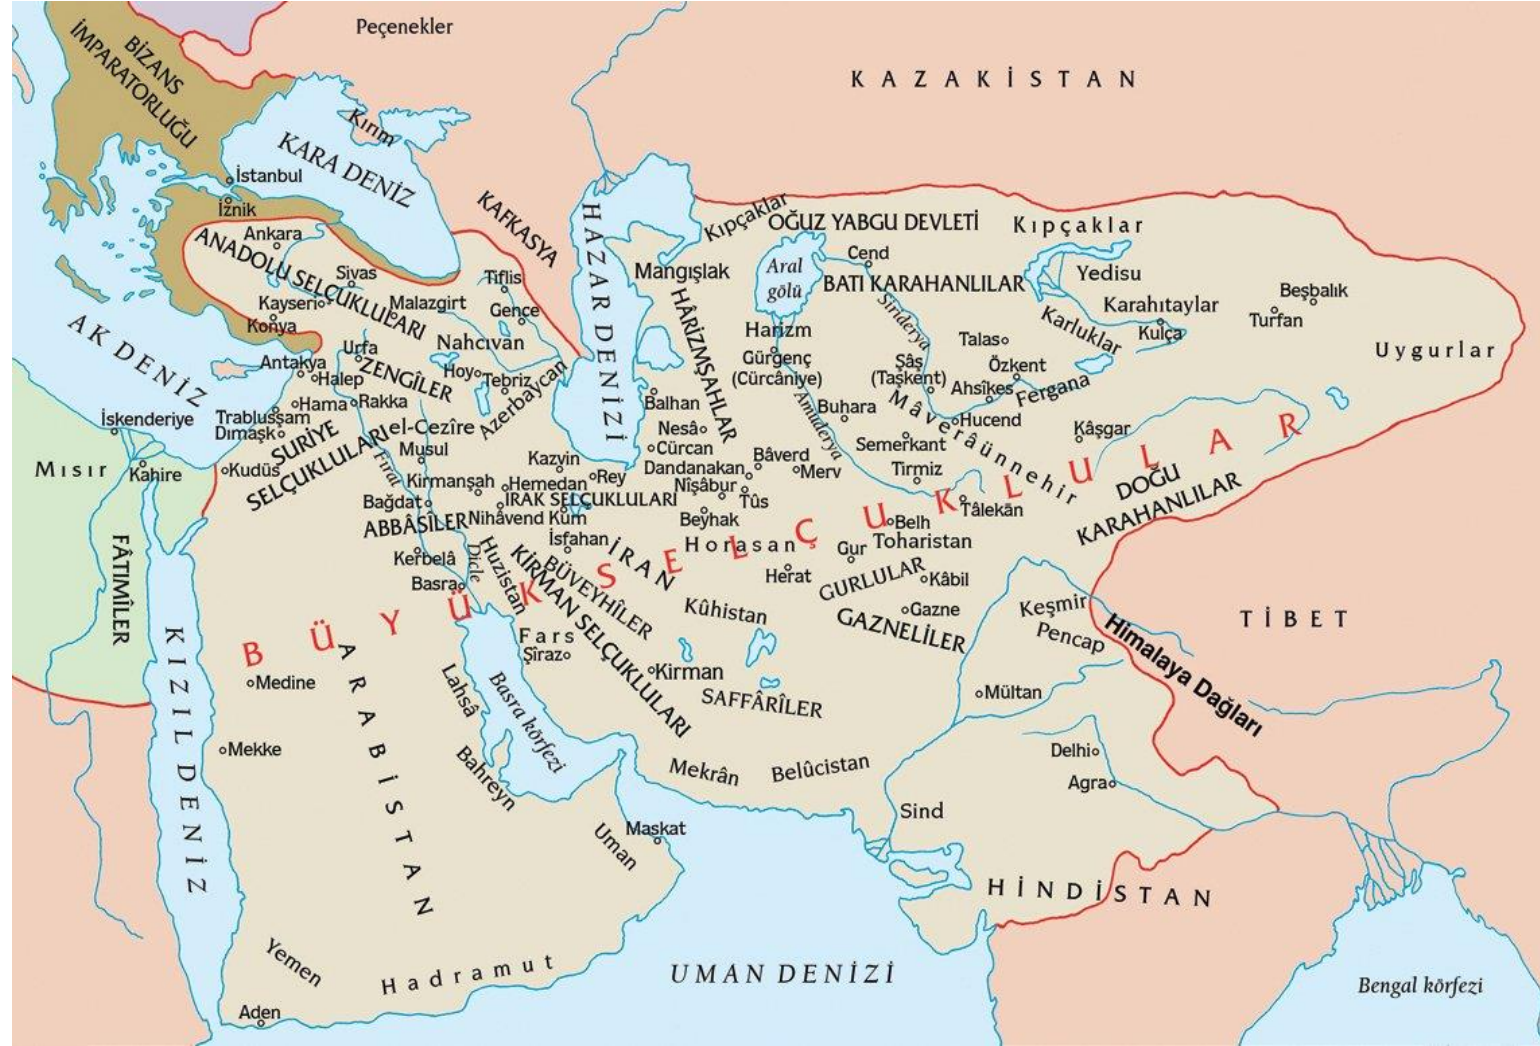 Peçenekler
BİZANS
İMPARATORLUĞU
KAZAKİSTAN
Kırim
KARA DENİZ
İstanbul
İznik
KAFKASYA
HAZAR DENİZİ
Kıpçaklar
OĞUZ YABGU DEVLETİ
Kıpçaklar
Ankara
ANADOLU SELÇUKLULARI
Sivas
Kayseri
Malazgirt
Konya
Tiflis
Gence
Nahcıvan
Mangışlak
Aral
gölü
Cend
BATI KARAHANLILAR
Yedisu
Karahıtaylar
Beşbalık
Turfan
Siriderya
Karluklar
Kulça
Uygurlar
AK DENİZ
Antakya
Urfa
ZENGÎLER
Hoy
Tebriz
Azerbaycan
HÂRİZMŞAHLAR
Harizm
Gürgenç
(Cürcâniye)
Talas
Şâş
(Taşkent)
Özkent
Ahsîkes
Fergana
Halep
Hama
Rakka
Trablusşam
Dımaşk
İskenderiye
Mısır
Kahire
Kudüs
SURİYE
SELÇUKLULARI
el-Cezîre
Musul
Fırat
Balhan
Nesâ
Cürcan
Dandanakan
Bâverd
Merv
Amuderya
Buhara
Mâverâünnehir
Hucend
Semerkant
Tirmiz
Kâşgar
Kazvin
Rey
Kirmanşah
Hemedan
Nîşâbur
Tûs
IRAK SELÇUKLULARI
Bağdat
ABBÂSİLER
Nihâvend
Kum
Beyhak
Tâlekân
DOĞU
KARAHANLILAR
BÜYÜK SELÇUKLULAR
FÂTIMÎLER
Kerbelâ
Dicle
Basra
Huzistan
İsfahan
İRAN
Horasan
Herat
Belh
Toharistan
Gur
GURLULAR
Kâbil
Gazne
GAZNELİLER
BÜVEYHÎLER
KİRMAN SELÇUKLULARI
Kûhistan
Keşmir
Pencap
Himalaya Dağları
TİBET
Fars
Şîraz
Kirman
SAFFÂRÎLER
Mültan
KIZIL DENİZ
Medine
Mekke
ARABİSTAN
Lahsâ
Basra körfezi
Bahreyn
Mekrân
Belûcistan
Delhi
Agra
Sind
Uman
Maskat
HİNDİSTAN
Yemen
Hadramut
Aden
UMAN DENİZİ
Bengal körfezi